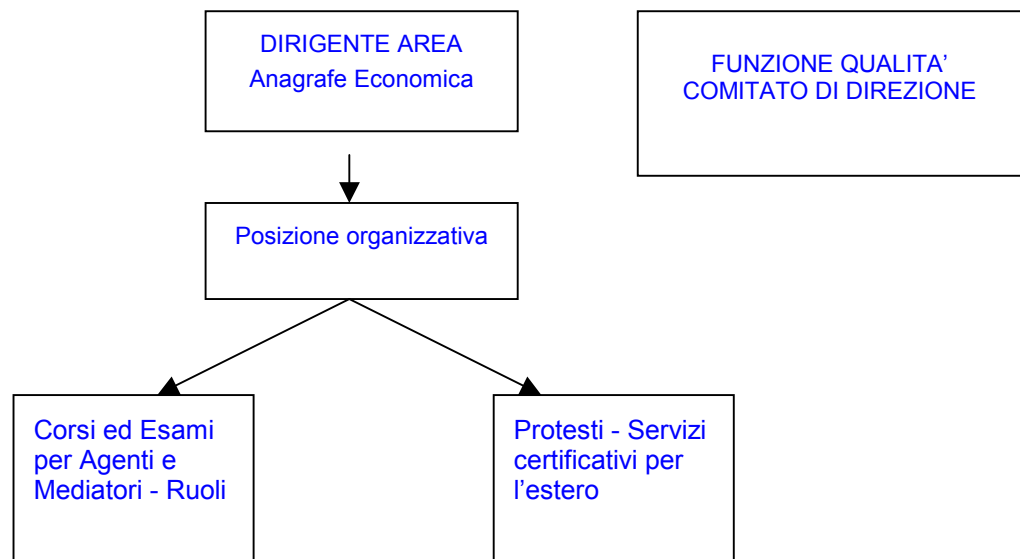 DIRIGENTE AREA
Anagrafe Economica
FUNZIONE QUALITA’
COMITATO DI DIREZIONE
Posizione organizzativa
Corsi ed Esami
per Agenti e
Mediatori - Ruoli
Protesti - Servizi
certificativi per
l’estero